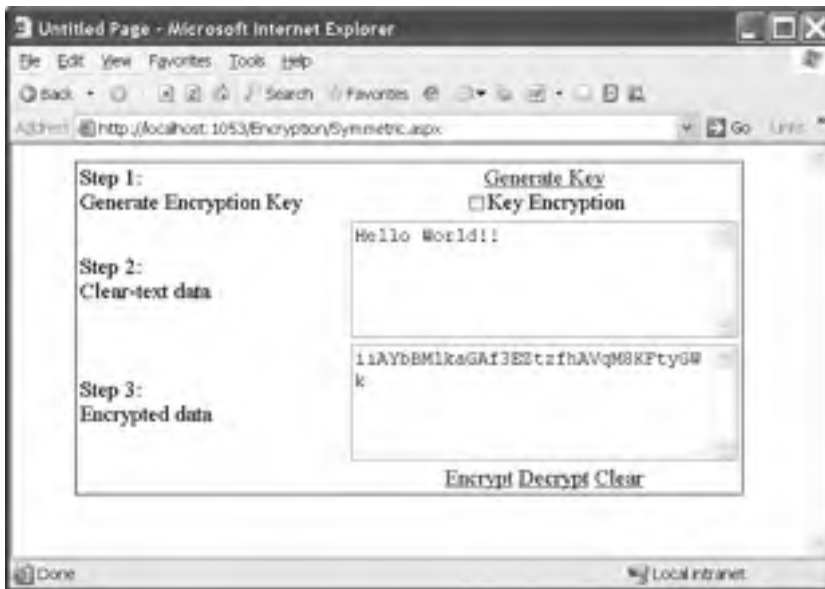 Untitled Page - Microsoft Internet Explorer
File Edit View Favorites Tools Help
Back Search Favorites
Address http://localhost:1053/Encryption/Symmetric.aspx Go Links
Step 1:
Generate Encryption Key
Generate Key
Key Encryption
Step 2:
Clear-text data
Hello World!!
Step 3:
Encrypted data
k
Encrypt Decrypt Clear
Done Local intranet